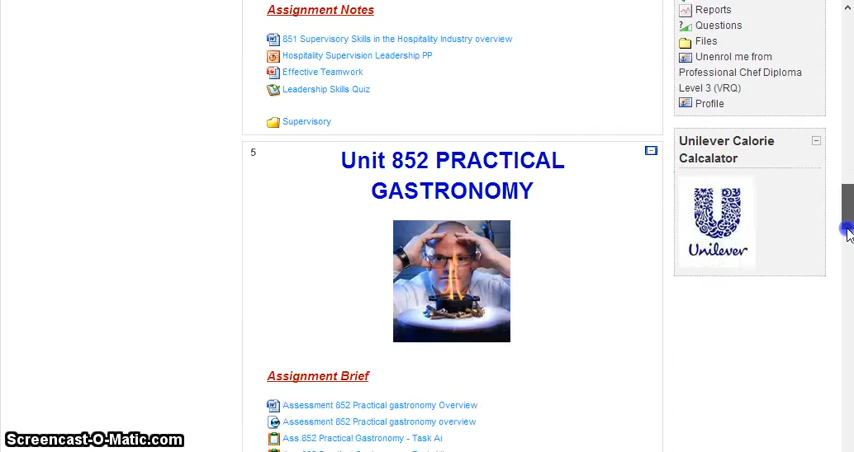 Assignment Notes
851 Supervisory Skills in the Hospitality Industry overview
Hospitality Supervision Leadership PP
Effective Teamwork
Leadership Skills Quiz
Supervisory
5
Unit 852 PRACTICAL
GASTRONOMY
Assignment Brief
Assessment 852 Practical gastronomy Overview
Assessment 852 Practical gastronomy overview
Ass 852 Practical Gastronomy - Task Ai
Reports
Questions
Files
Unenrol me from
Professional Chef Diploma
Level 3 (VRQ)
Profile
Unilever Calorie
Calcalator
Unilever
Screencast-O-Matic.com